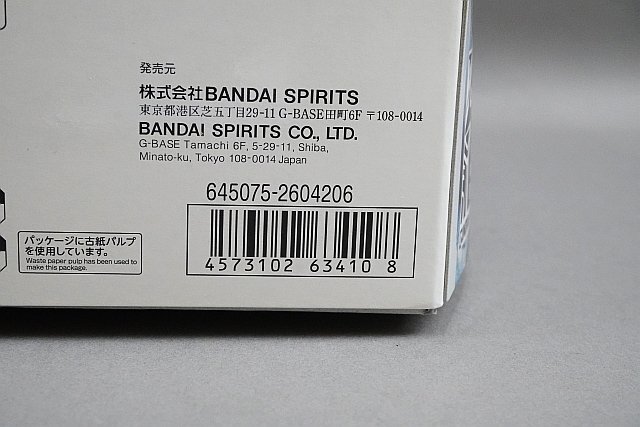 発売元
株式会社BANDAI SPIRITS
東京都港区芝五丁目29-11 G-BASE田町6F 〒108-0014
BANDAI SPIRITS CO., LTD.
G-BASE Tamachi 6F, 5-29-11, Shiba,
Minato-ku, Tokyo 108-0014 Japan
645075-2604206
4573102 63410 8
パッケージに古紙パルプ
を使用しています。
Waste paper pulp has been used to
make this package.